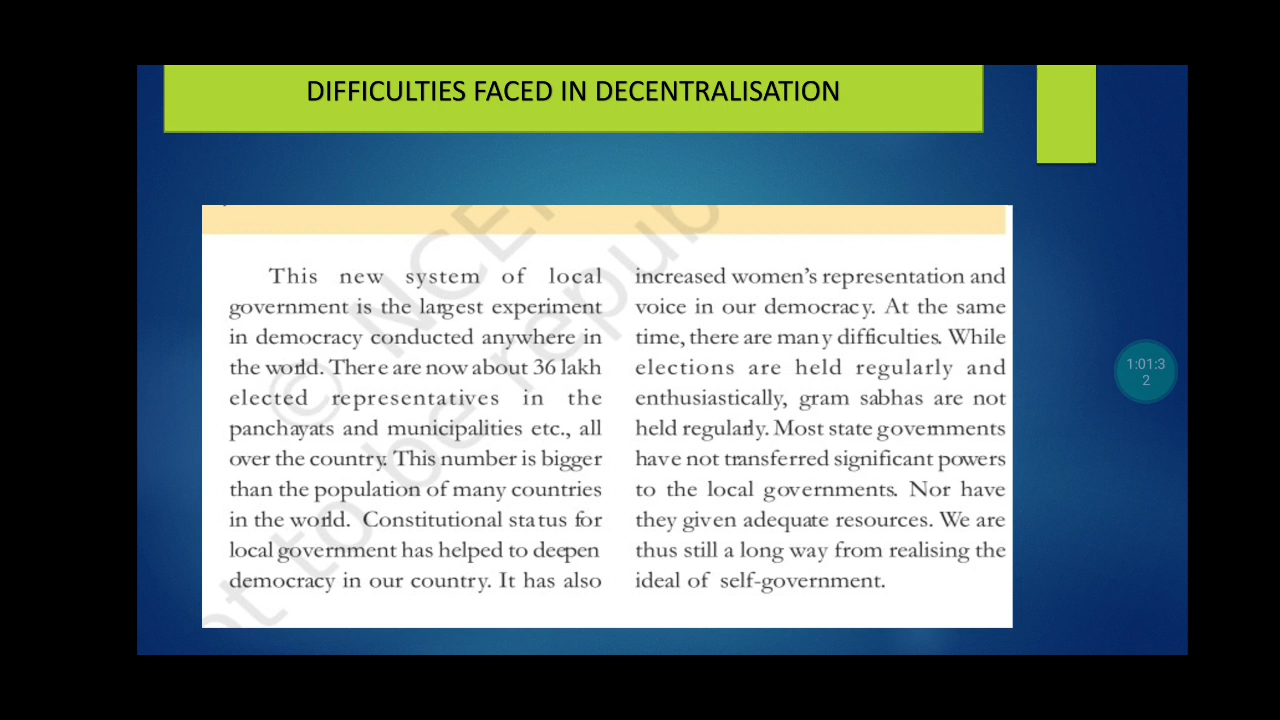 DIFFICULTIES FACED IN DECENTRALISATION
This new system of local
government is the largest experiment
in democracy conducted anywhere in
the world. There are now about 36 lakh
elected representatives in the
panchayats and municipalities etc., all
over the country. This number is bigger
than the population of many countries
in the world. Constitutional status for
local government has helped to deepen
democracy in our country. It has also
increased women's representation and
voice in our democracy. At the same
time, there are many difficulties. While
elections are held regularly and
enthusiastically, gram sabhas are not
held regularly. Most state governments
have not transferred significant powers
to the local governments. Nor have
they given adequate resources. We are
thus still a long way from realising the
ideal of self-government.
1:01:3
2